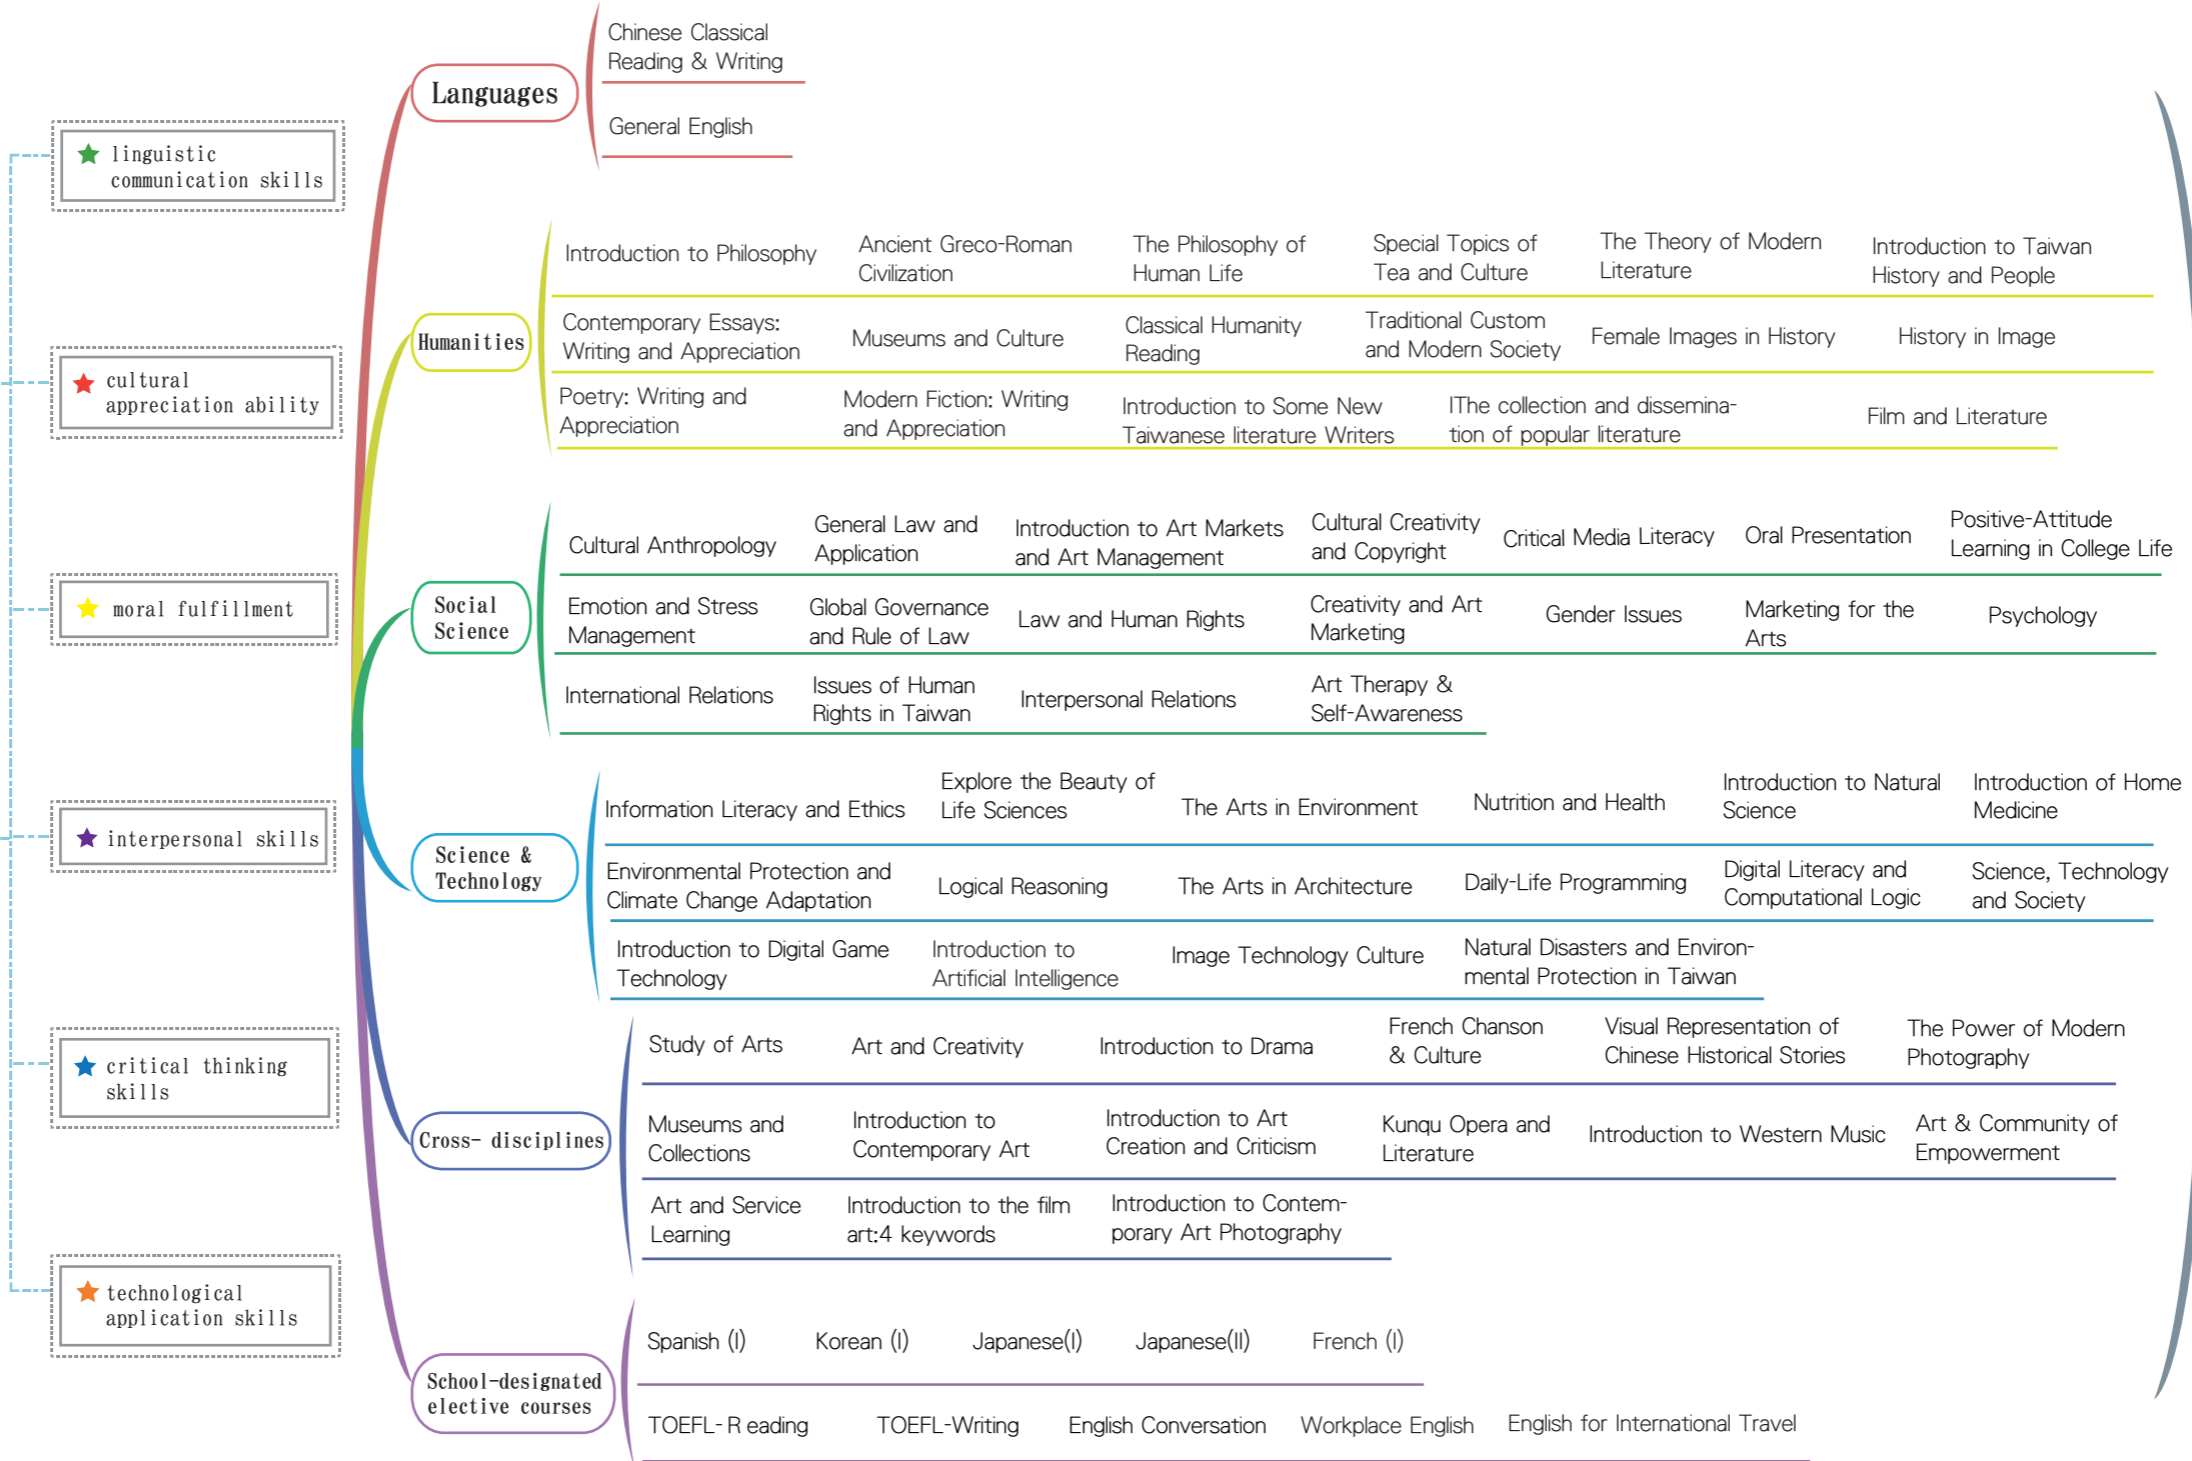 linguistic
communication skills
cultural
appreciation ability
moral fulfillment
interpersonal skills
critical thinking
skills
technological
application skills
Languages
Chinese Classical
Reading & Writing
General English
Humanities
Introduction to Philosophy
Ancient Greco-Roman
Civilization
The Philosophy of
Human Life
Special Topics of
Tea and Culture
The Theory of Modern
Literature
Introduction to Taiwan
History and People
Contemporary Essays:
Writing and Appreciation
Museums and Culture
Classical Humanity
Reading
Traditional Custom
and Modern Society
Female Images in History
History in Image
Poetry: Writing and
Appreciation
Modern Fiction: Writing
and Appreciation
Introduction to Some New
Taiwanese literature Writers
IThe collection and dissemina-
tion of popular literature
Film and Literature
Social
Science
Cultural Anthropology
General Law and
Application
Introduction to Art Markets
and Art Management
Cultural Creativity
and Copyright
Critical Media Literacy
Oral Presentation
Positive-Attitude
Learning in College Life
Emotion and Stress
Management
Global Governance
and Rule of Law
Law and Human Rights
Creativity and Art
Marketing
Gender Issues
Marketing for the
Arts
Psychology
International Relations
Issues of Human
Rights in Taiwan
Interpersonal Relations
Art Therapy &
Self-Awareness
Science &
Technology
Information Literacy and Ethics
Explore the Beauty of
Life Sciences
The Arts in Environment
Nutrition and Health
Introduction to Natural
Science
Introduction of Home
Medicine
Environmental Protection and
Climate Change Adaptation
Logical Reasoning
The Arts in Architecture
Daily-Life Programming
Digital Literacy and
Computational Logic
Science, Technology
and Society
Introduction to Digital Game
Technology
Introduction to
Artificial Intelligence
Image Technology Culture
Natural Disasters and Environ-
mental Protection in Taiwan
Cross- disciplines
Study of Arts
Art and Creativity
Introduction to Drama
French Chanson
& Culture
Visual Representation of
Chinese Historical Stories
The Power of Modern
Photography
Museums and
Collections
Introduction to
Contemporary Art
Introduction to Art
Creation and Criticism
Kunqu Opera and
Literature
Introduction to Western Music
Art & Community of
Empowerment
Art and Service
Learning
Introduction to the film
art:4 keywords
Introduction to Contem-
porary Art Photography
School-designated
elective courses
Spanish (I)
Korean (I)
Japanese(I)
Japanese(II)
French (I)
TOEFL- R eading
TOEFL-Writing
English Conversation
Workplace English
English for International Travel